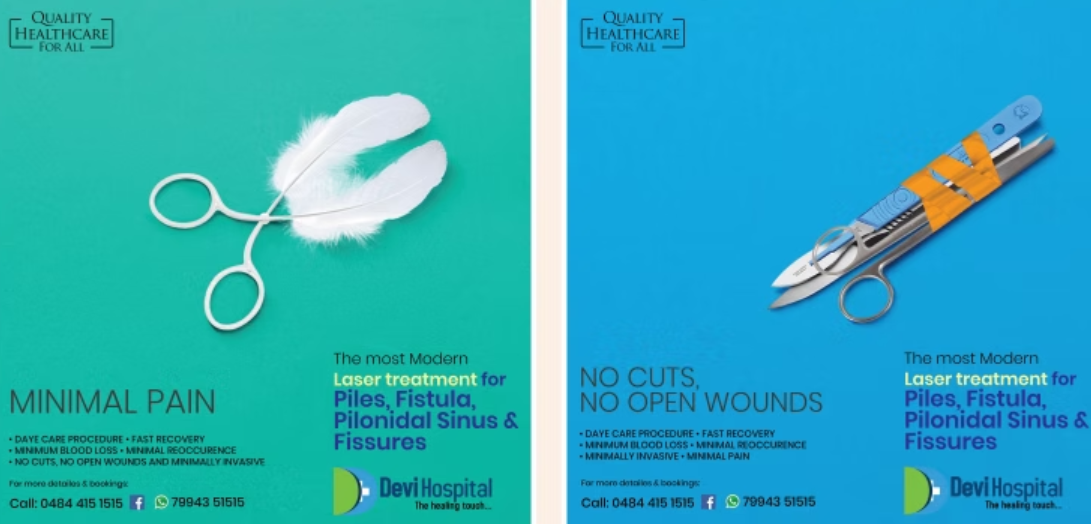 QUALITY
HEALTHCARE
FOR ALL
MINIMAL PAIN
• DAYE CARE PROCEDURE • FAST RECOVERY
• MINIMUM BLOOD LOSS • MINIMAL REOCCURENCE
• NO CUTS, NO OPEN WOUNDS AND MINIMALLY INVASIVE
For more detailes & bookings:
Call: 0484 415 1515 79943 51515
The most Modern
Laser treatment for
Piles, Fistula,
Pilonidal Sinus &
Fissures
Devi Hospital
The healing touch...
QUALITY
HEALTHCARE
FOR ALL
NO CUTS,
NO OPEN WOUNDS
• DAYE CARE PROCEDURE • FAST RECOVERY
• MINIMUM BLOOD LOSS • MINIMAL REOCCURENCE
• MINIMALLY INVASIVE • MINIMAL PAIN
For more detailes & bookings:
Call: 0484 415 1515 79943 51515
The most Modern
Laser treatment for
Piles, Fistula,
Pilonidal Sinus &
Fissures
Devi Hospital
The healing touch...